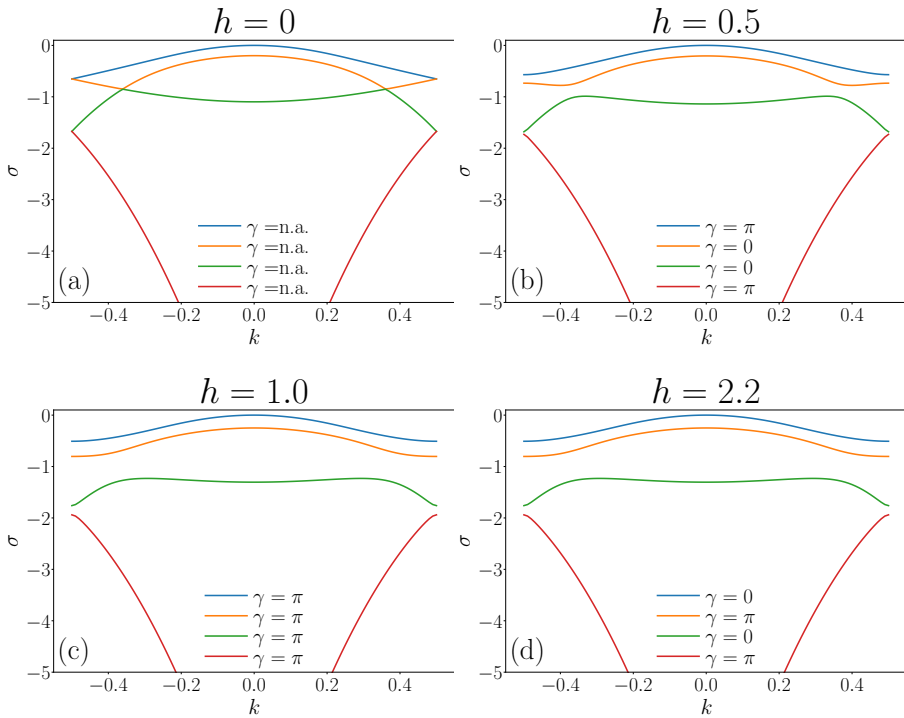 h = 0
0
−1
−2
−3
−4
−5
σ
γ =n.a.
γ =n.a.
γ =n.a.
γ =n.a.
(a)
−0.4 −0.2 0.0 0.2 0.4
k
h = 0.5
0
−1
−2
−3
−4
−5
σ
γ = π
γ = 0
γ = 0
γ = π
(b)
−0.4 −0.2 0.0 0.2 0.4
k
h = 1.0
0
−1
−2
−3
−4
−5
σ
γ = π
γ = π
γ = π
γ = π
(c)
−0.4 −0.2 0.0 0.2 0.4
k
h = 2.2
0
−1
−2
−3
−4
−5
σ
γ = 0
γ = π
γ = 0
γ = π
(d)
−0.4 −0.2 0.0 0.2 0.4
k